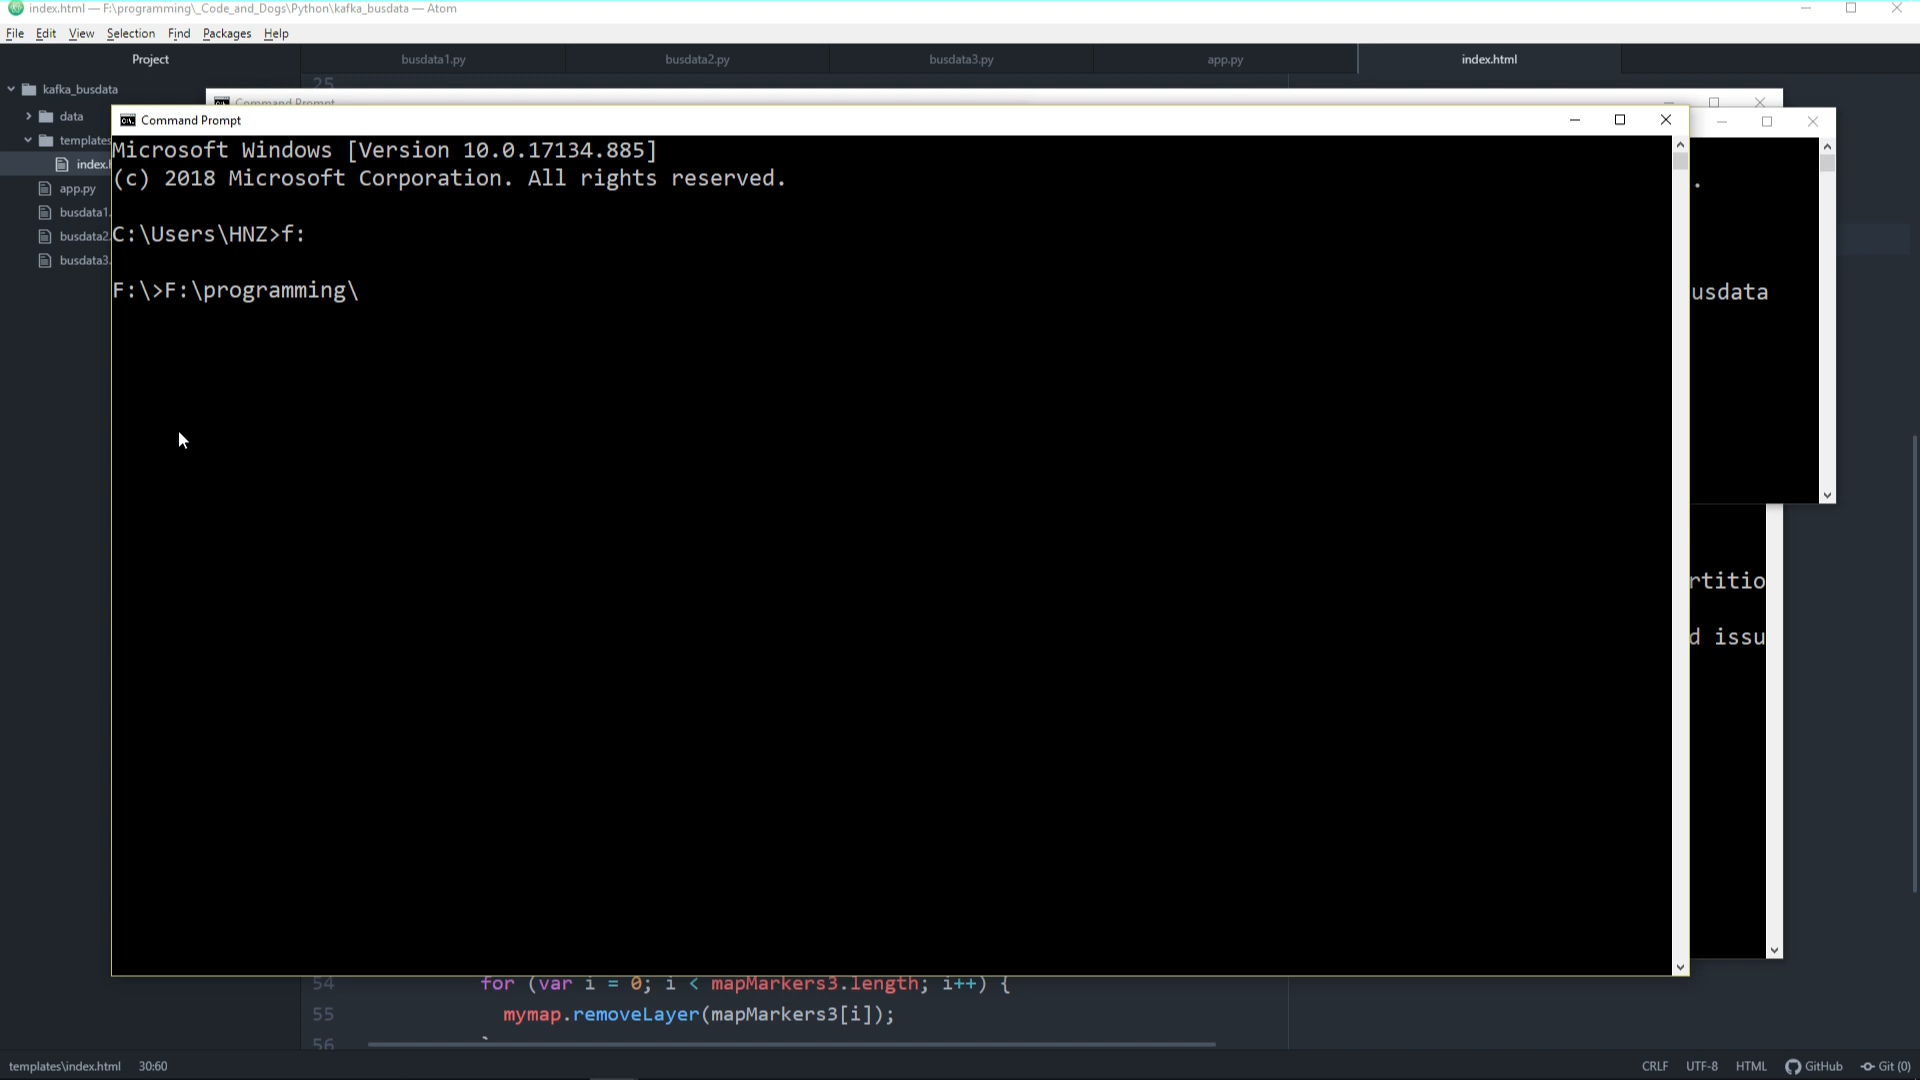 index.html — F:\programming\_Code_and_Dogs\Python\kafka_busdata — Atom
File Edit View Selection Find Packages Help
Project busdata1.py busdata2.py busdata3.py app.py index.html
25
kafka_busdata
Command Prompt
data
Command Prompt
templates
Microsoft Windows [Version 10.0.17134.885]
index.h
(c) 2018 Microsoft Corporation. All rights reserved.
.
app.py
busdata1.
C:\Users\HNZ>f:
busdata2.
busdata3.
F:\>F:\programming\
usdata
rtitio
d issu
54 for (var i = 0; i < mapMarkers3.length; i++) {
55 mymap.removeLayer(mapMarkers3[i]);
56
templates\index.html 30:60 CRLF UTF-8 HTML GitHub Git (0)